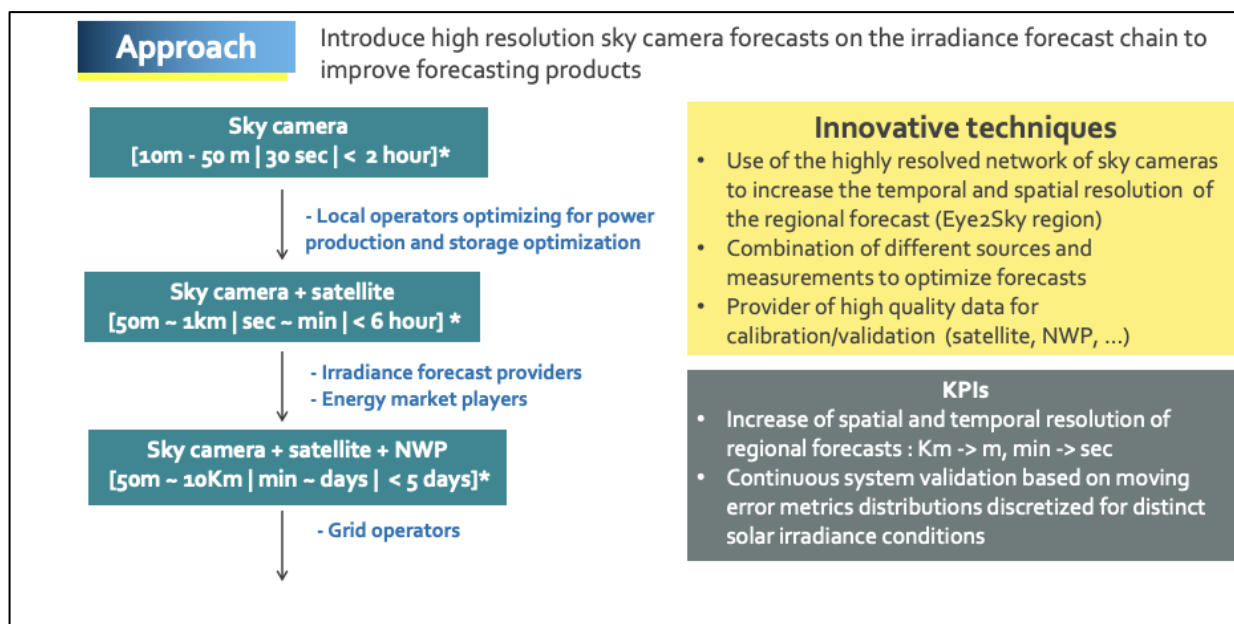 Approach
Introduce high resolution sky camera forecasts on the irradiance forecast chain to
improve forecasting products
Sky camera
[10m - 50 m | 30 sec | < 2 hour]*
- Local operators optimizing for power
production and storage optimization
Sky camera + satellite
[50m ~ 1km | sec ~ min | < 6 hour] *
- Irradiance forecast providers
- Energy market players
Sky camera + satellite + NWP
[50m ~ 10Km | min ~ days | < 5 days]*
- Grid operators
Innovative techniques
• Use of the highly resolved network of sky cameras
to increase the temporal and spatial resolution of
the regional forecast (Eye2Sky region)
• Combination of different sources and
measurements to optimize forecasts
• Provider of high quality data for
calibration/validation (satellite, NWP, ...)
KPIs
• Increase of spatial and temporal resolution of
regional forecasts : Km -> m, min -> sec
• Continuous system validation based on moving
error metrics distributions discretized for distinct
solar irradiance conditions